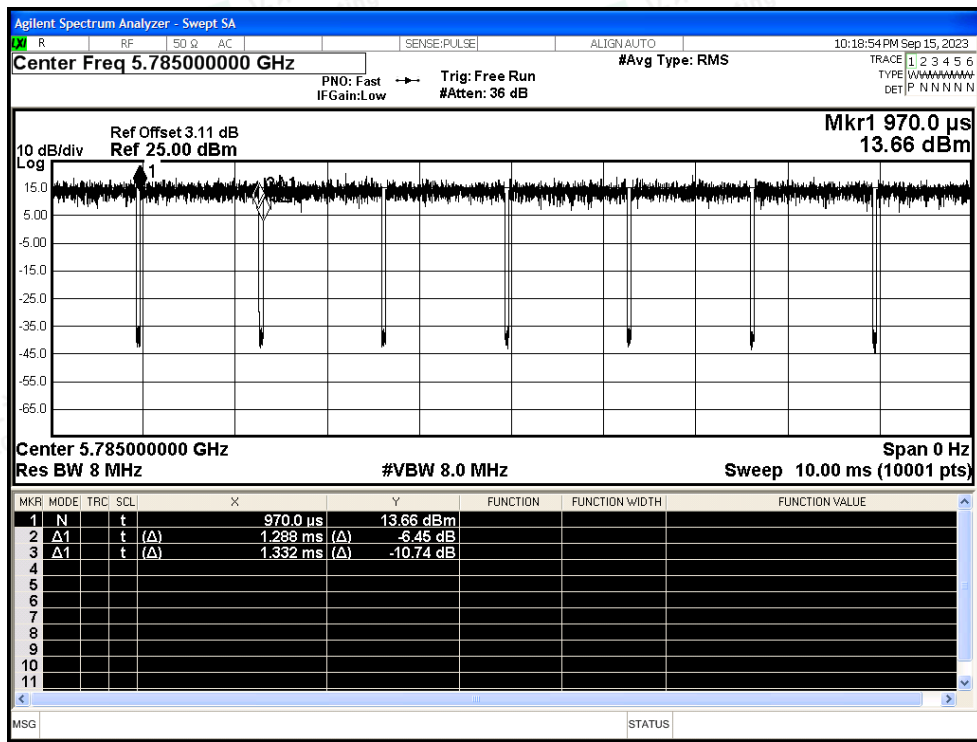 Agilent Spectrum Analyzer - Swept SA
LXI R RF 50 Ω AC SENSE:PULSE ALIGN AUTO 10:18:54 PM Sep 15, 2023
Center Freq 5.785000000 GHz
PNO: Fast
IFGain:Low
Trig: Free Run
#Atten: 36 dB
#Avg Type: RMS
TRACE 1 2 3 4 5 6
TYPE
DET P N N N N N
Mkr1 970.0 µs
13.66 dBm
Ref Offset 3.11 dB
10 dB/div Ref 25.00 dBm
Log
1
15.0
5.00
-5.00
-15.0
-25.0
-35.0
-45.0
-55.0
-65.0
Center 5.785000000 GHz Span 0 Hz
Res BW 8 MHz #VBW 8.0 MHz Sweep 10.00 ms (10001 pts)
MKR MODE TRC SCL X Y FUNCTION FUNCTION WIDTH FUNCTION VALUE
1 N t 970.0 µs 13.66 dBm
2 Δ1 t (Δ) 1.288 ms (Δ) -6.45 dB
3 Δ1 t (Δ) 1.332 ms (Δ) -10.74 dB
4
5
6
7
8
9
10
11
MSG STATUS